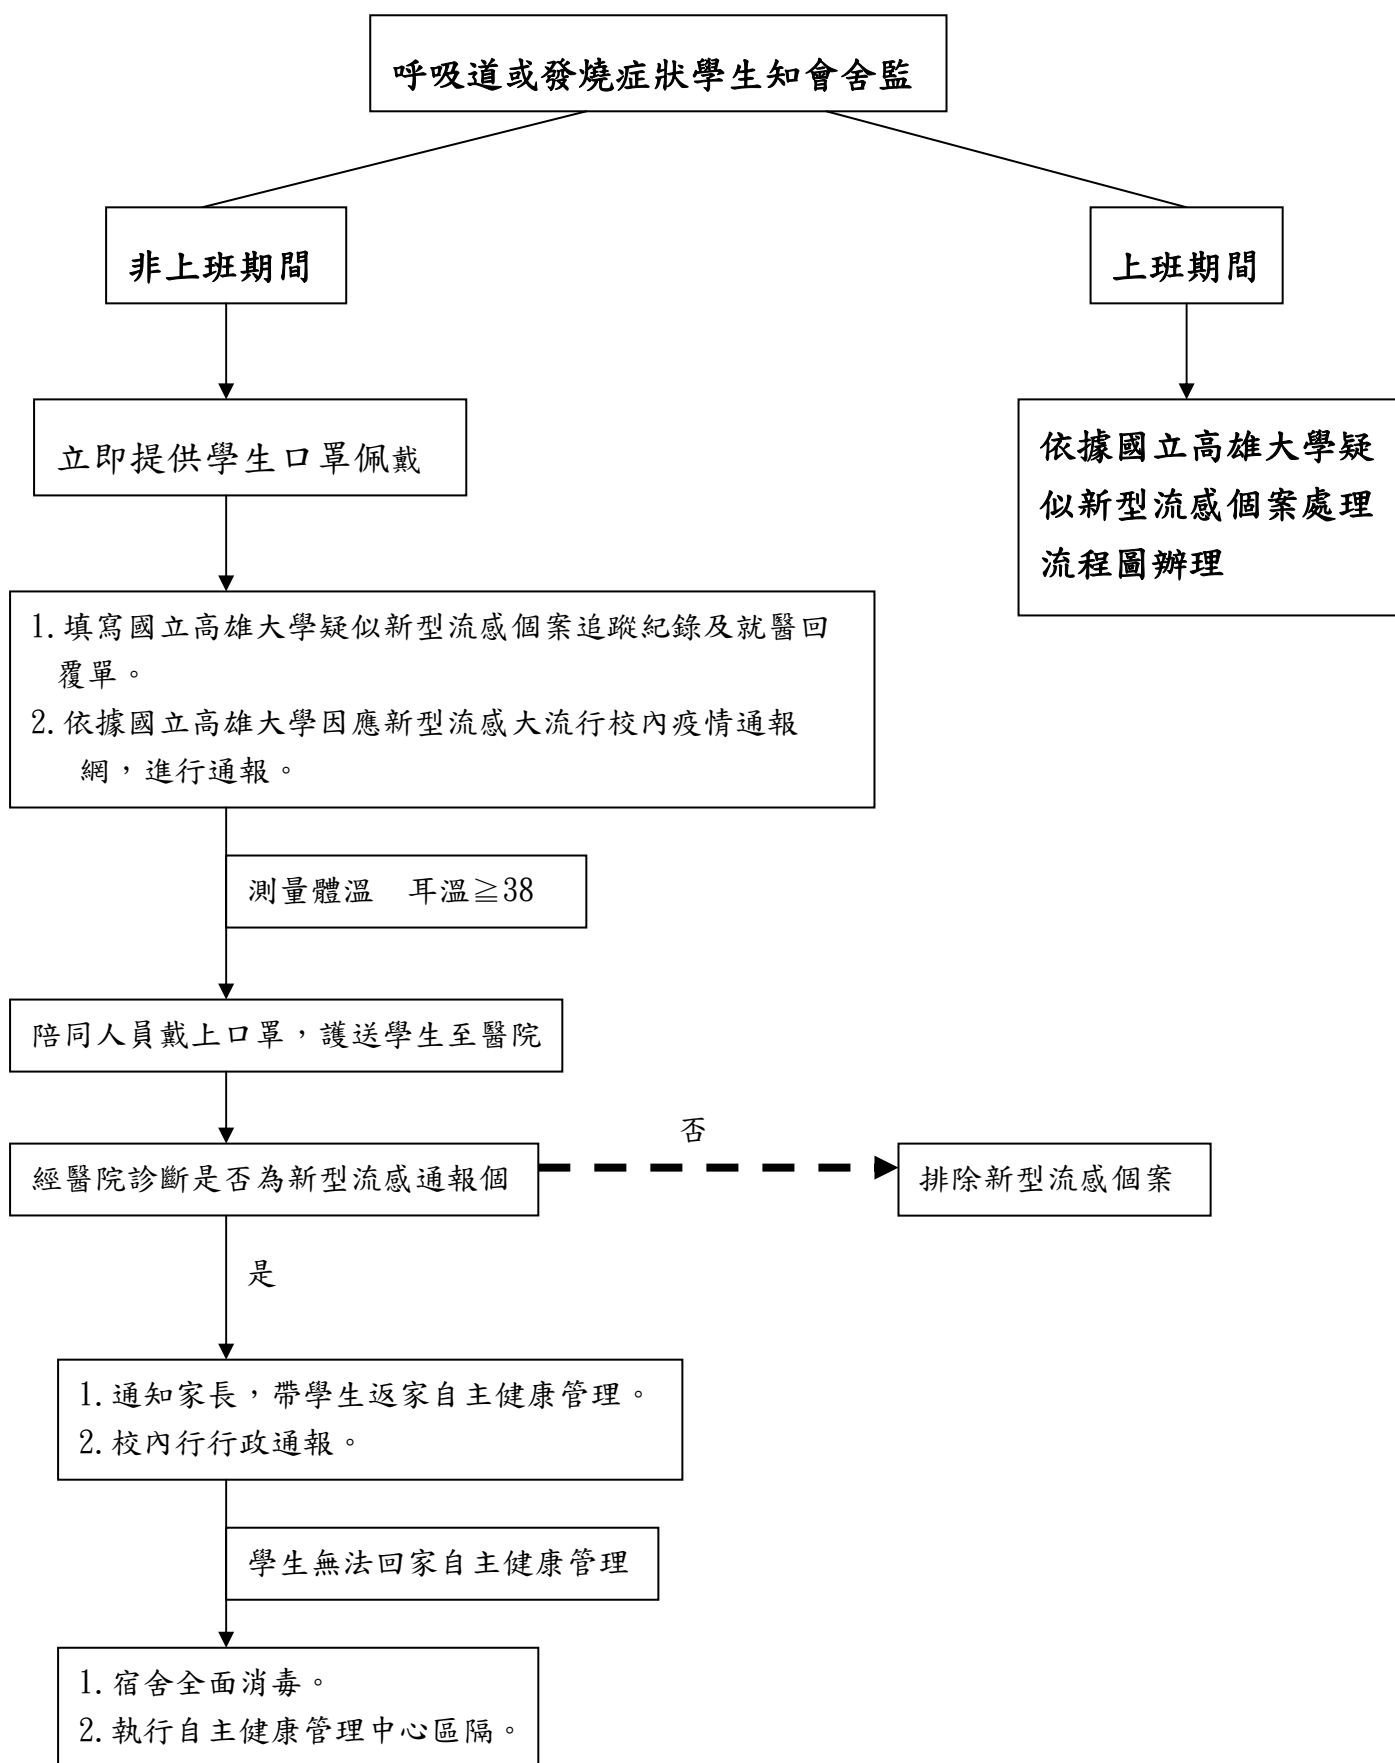 呼吸道或發燒症狀學生知會舍監
非上班期間
上班期間
立即提供學生口罩佩戴
依據國立高雄大學疑
似新型流感個案處理
流程圖辦理
1.填寫國立高雄大學疑似新型流感個案追蹤紀錄及就醫回
覆單。
2.依據國立高雄大學因應新型流感大流行校內疫情通報
網，進行通報。
測量體溫　耳溫≧38
陪同人員戴上口罩，護送學生至醫院
否
經醫院診斷是否為新型流感通報個
排除新型流感個案
是
1.通知家長，帶學生返家自主健康管理。
2.校內行行政通報。
學生無法回家自主健康管理
1.宿舍全面消毒。
2.執行自主健康管理中心區隔。